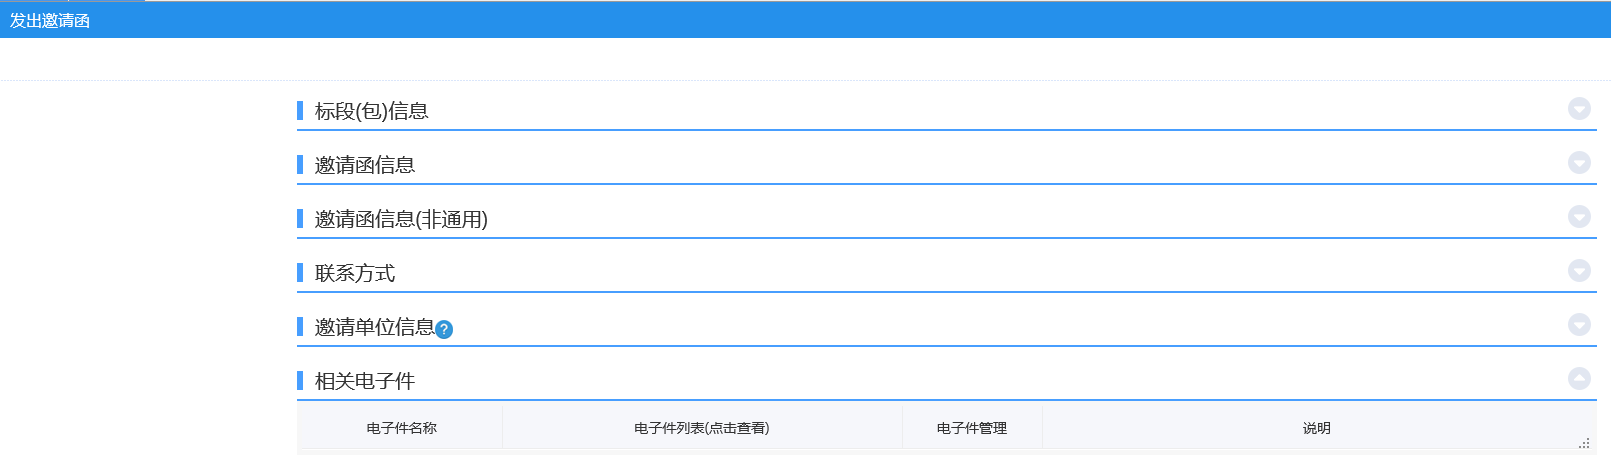 发出邀请函
标段(包)信息
邀请函信息
邀请函信息(非通用)
联系方式
邀请单位信息?
相关电子件
电子件名称 电子件列表(点击查看) 电子件管理 说明